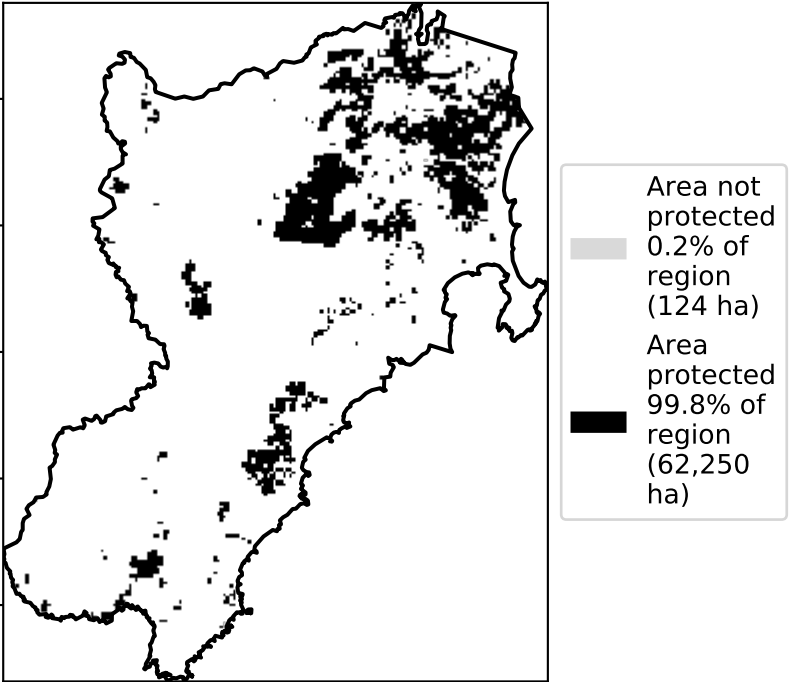 Area not
protected
0.2% of
region
(124 ha)
Area
protected
99.8% of
region
(62,250
ha)